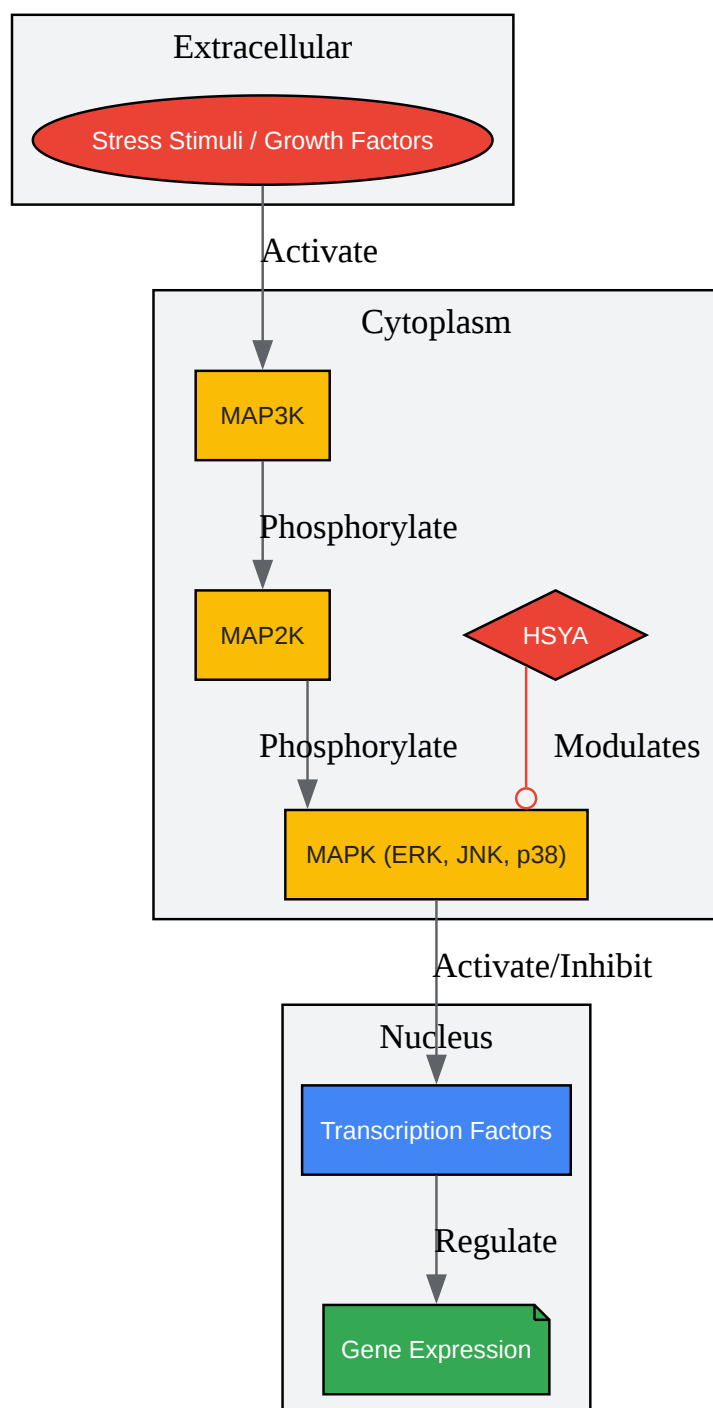 Extracellular
Stress Stimuli / Growth Factors
Activate
Cytoplasm
MAP3K
Phosphorylate
MAP2K
HSYA
Phosphorylate
Modulates
MAPK (ERK, JNK, p38)
Activate/Inhibit
Nucleus
Transcription Factors
Regulate
Gene Expression